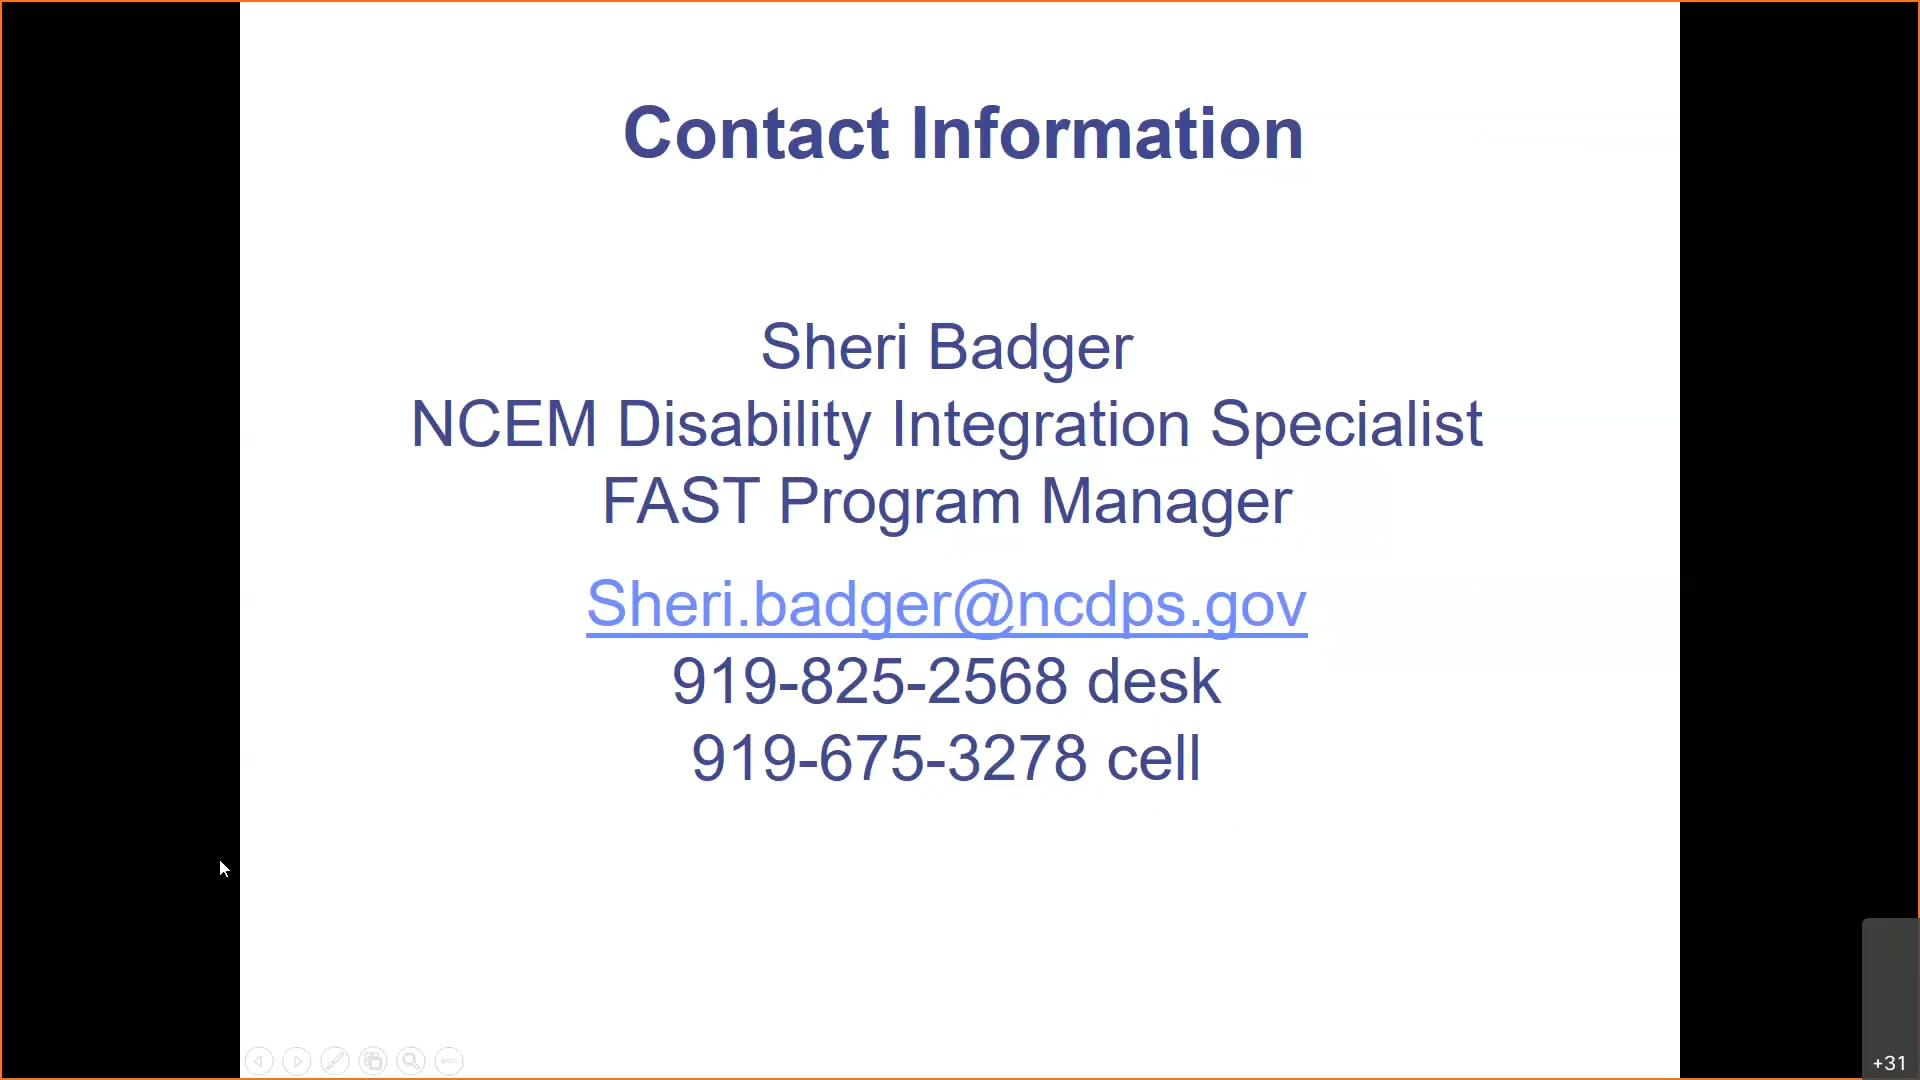 Contact Information
Sheri Badger
NCEM Disability Integration Specialist
FAST Program Manager
Sheri.badger@ncdps.gov
919-825-2568 desk
919-675-3278 cell
+31